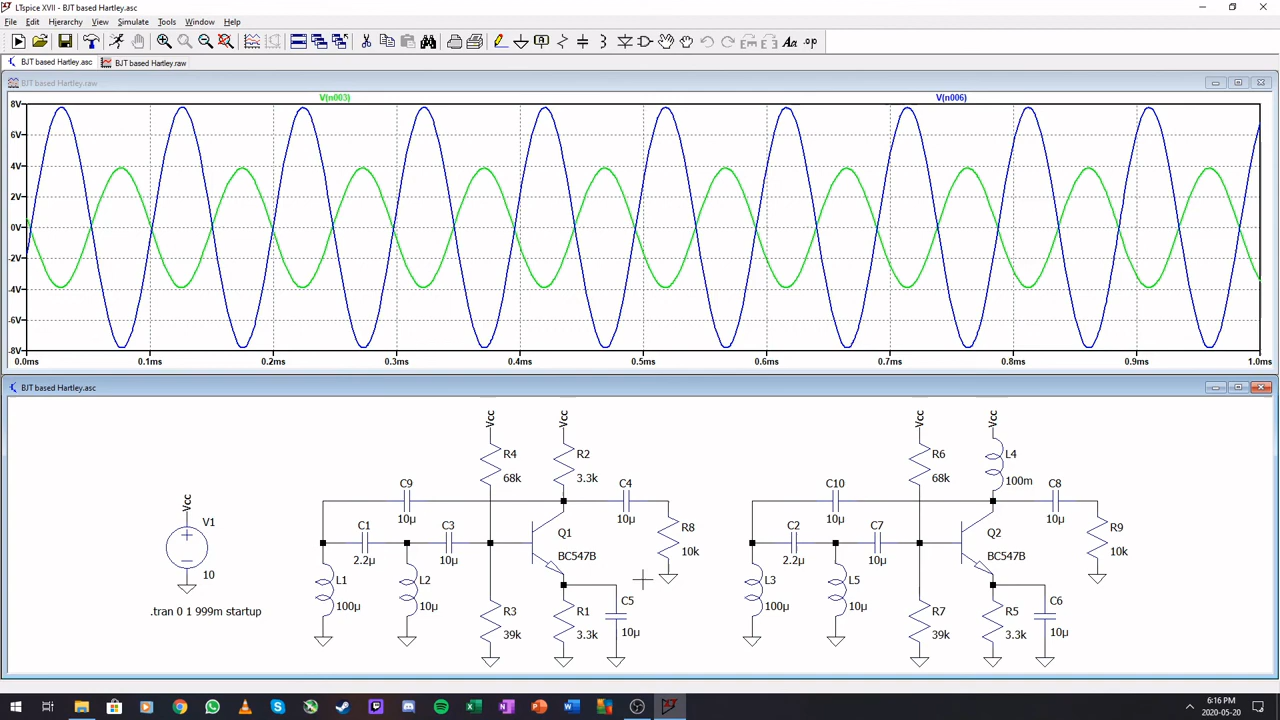 LTspice XVII - BJT based Hartley.asc
File Edit Hierarchy View Simulate Tools Window Help
Aa .op
BJT based Hartley.asc BJT based Hartley.raw
BJT based Hartley.raw
V(n003) V(n006)
8V
6V
4V
2V
0V
-2V
-4V
-6V
-8V
0.0ms 0.1ms 0.2ms 0.3ms 0.4ms 0.5ms 0.6ms 0.7ms 0.8ms 0.9ms 1.0ms
BJT based Hartley.asc
Vcc Vcc Vcc Vcc
R4 R2 R6 L4
68k 3.3k 68k 100m
C9 C4 C10 C8
10µ 10µ 10µ 10µ
Vcc
V1 C1 C3 Q1 R8 C2 C7 Q2 R9
2.2µ 10µ BC547B 10k 2.2µ 10µ BC547B 10k
10 L1 L2 L3 L5
100µ 10µ 100µ 10µ
C5 C6
.tran 0 1 999m startup R3 R1 R7 R5
39k 3.3k 10µ 39k 3.3k 10µ
6:16 PM
2020-05-20